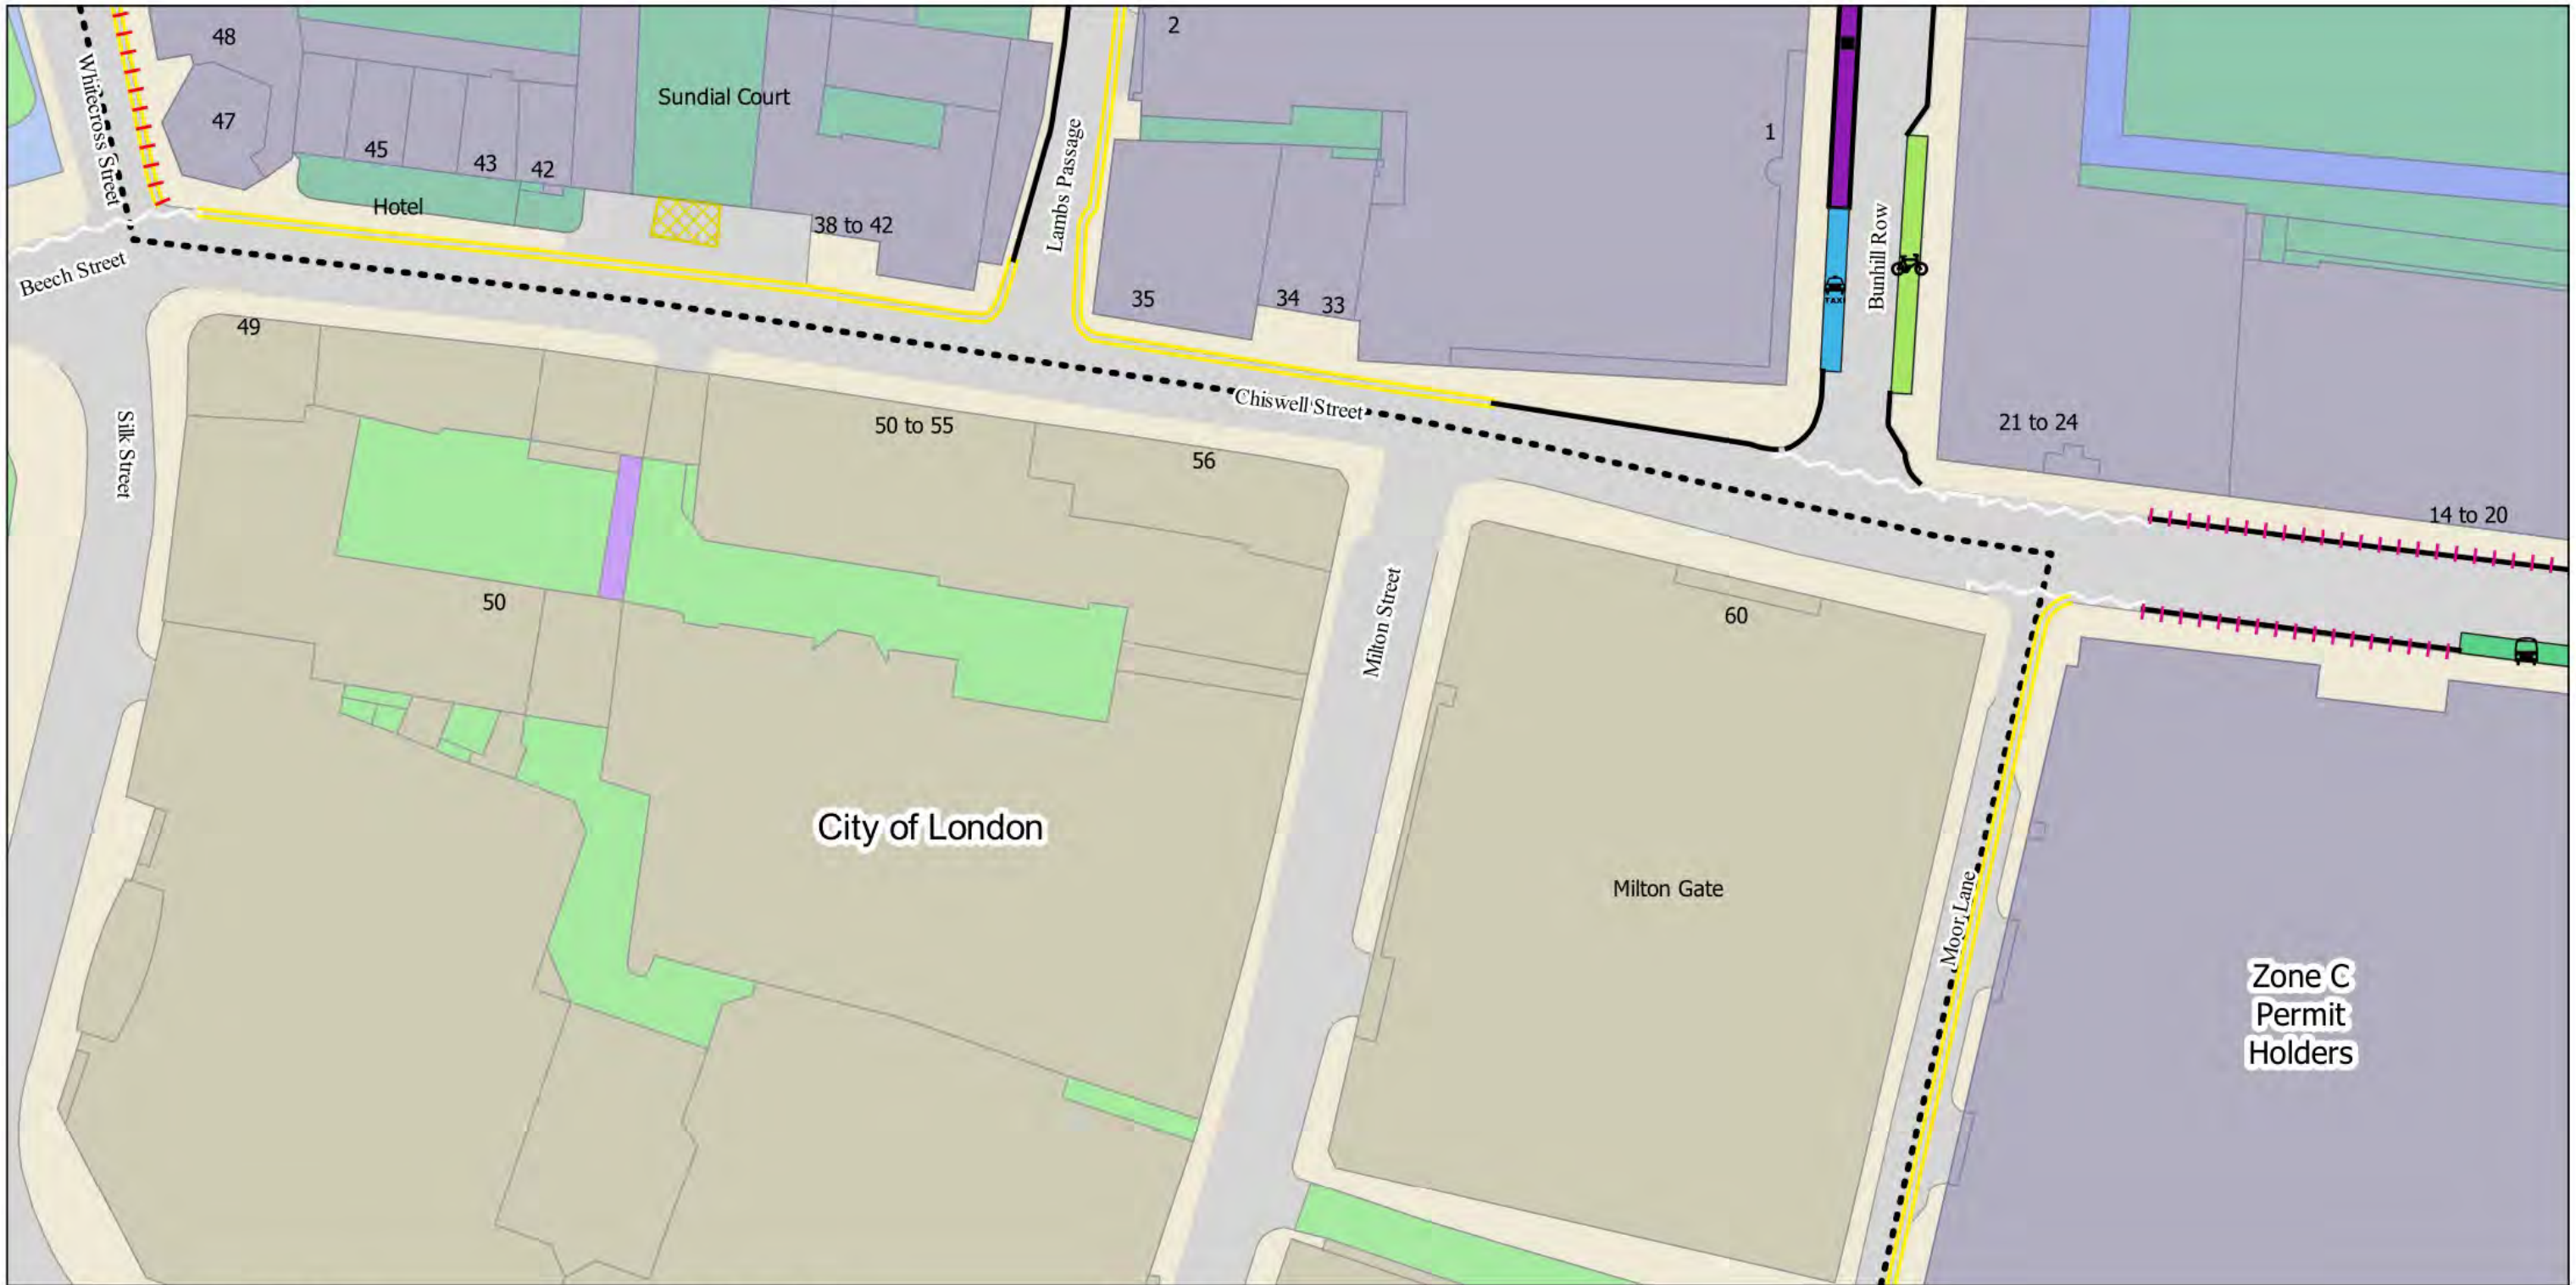 48
2
Sundial Court
47
1
45
43
42
Whitecross Street
Lambs Passage
Hotel
38 to 42
Bunhill Row
Beech Street
TAXI
35
34
33
49
Chiswell Street
50 to 55
21 to 24
56
Silk Street
14 to 20
50
60
Milton Street
City of London
Milton Gate
Moor Lane
Zone C
Permit
Holders